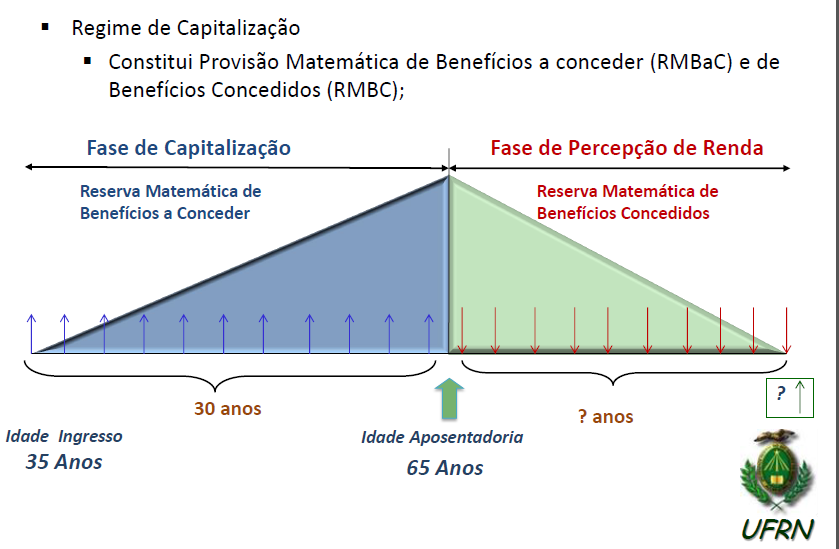 Regime de Capitalização
Constitui Provisão Matemática de Benefícios a conceder (RMBaC) e de
Benefícios Concedidos (RMBC);
Fase de Capitalização
Fase de Percepção de Renda
Reserva Matemática de
Benefícios a Conceder
Reserva Matemática de
Benefícios Concedidos
30 anos
? anos
?
Idade Ingresso
35 Anos
Idade Aposentadoria
65 Anos
UFRN